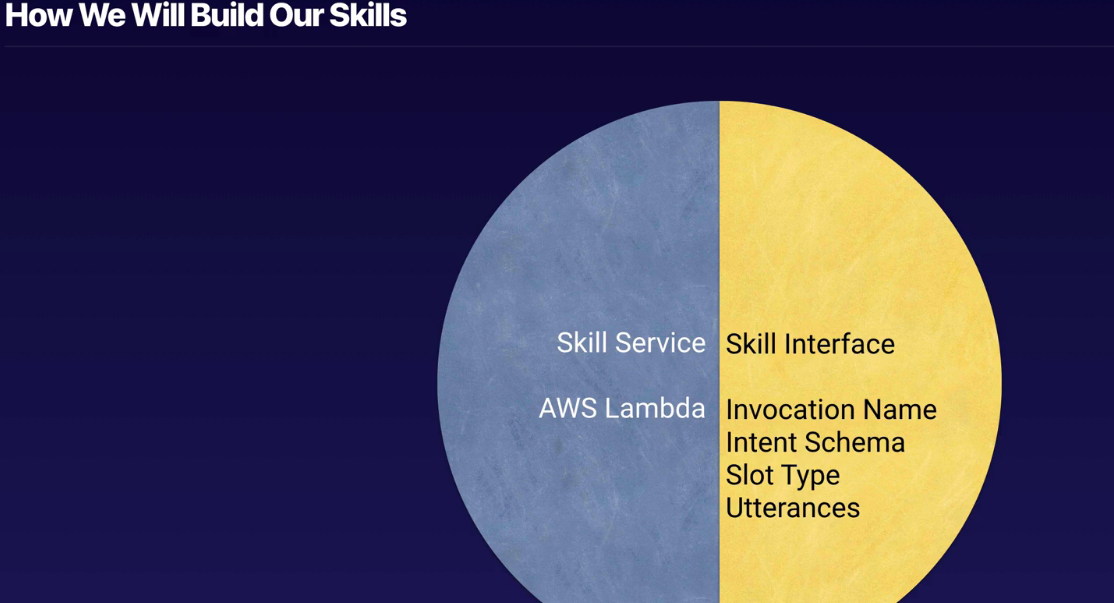 How We Will Build Our Skills
Skill Service
AWS Lambda
Skill Interface
Invocation Name
Intent Schema
Slot Type
Utterances